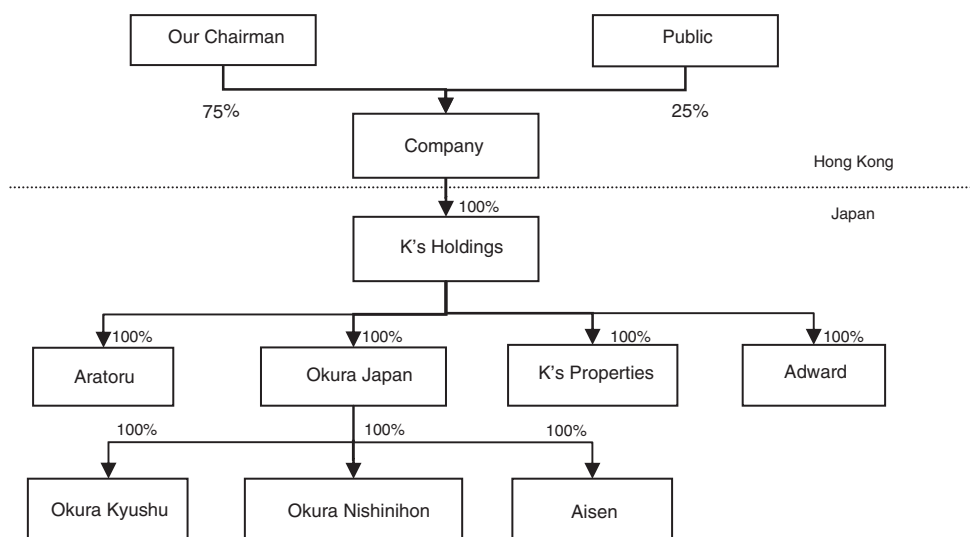 Our Chairman
Public
75%
25%
Company
Hong Kong
Japan
100%
K's Holdings
100%
100%
100%
100%
Aratoru
Okura Japan
K's Properties
Adward
100%
100%
100%
Okura Kyushu
Okura Nishinihon
Aisen